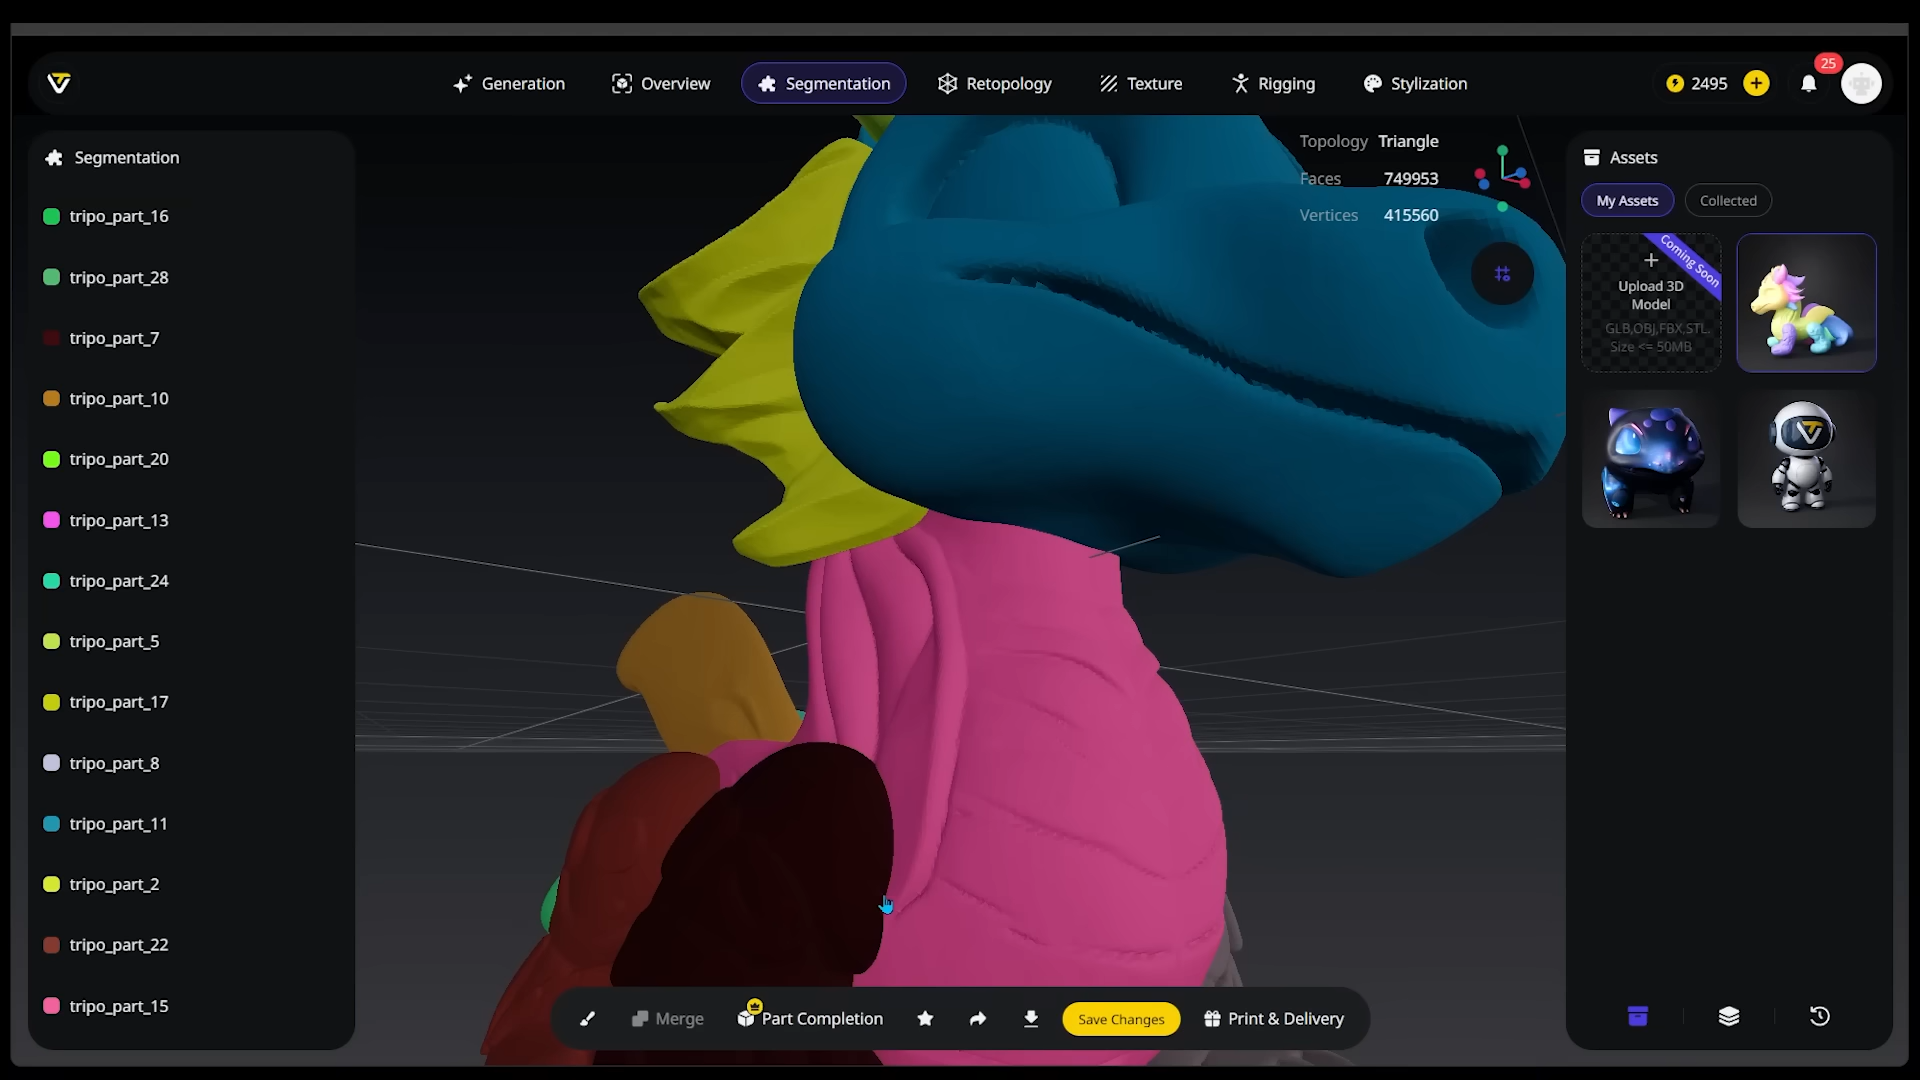 Generation
Overview
Segmentation
Retopology
Texture
Rigging
Stylization
2495
25
Segmentation
tripo_part_16
tripo_part_28
tripo_part_7
tripo_part_10
tripo_part_20
tripo_part_13
tripo_part_24
tripo_part_5
tripo_part_17
tripo_part_8
tripo_part_11
tripo_part_2
tripo_part_22
tripo_part_15
Topology Triangle
Faces 749953
Vertices 415560
Assets
My Assets
Collected
Coming Soon
Upload 3D
Model
GLB,OBJ,FBX,STL.
Size <= 50MB
Merge
Part Completion
Save Changes
Print & Delivery